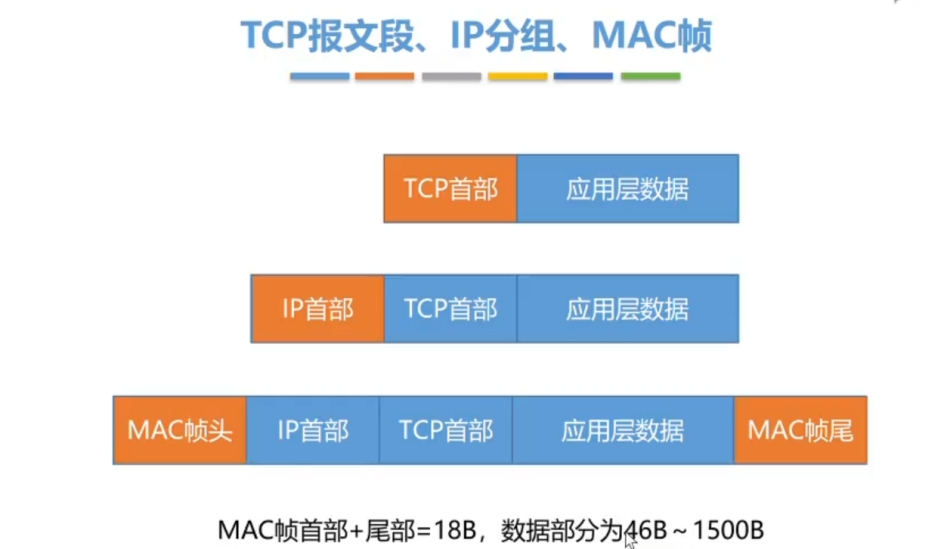 TCP报文段、IP分组、MAC帧
TCP首部 应用层数据
IP首部 TCP首部 应用层数据
MAC帧头 IP首部 TCP首部 应用层数据 MAC帧尾
MAC帧首部+尾部=18B，数据部分为46B～1500B